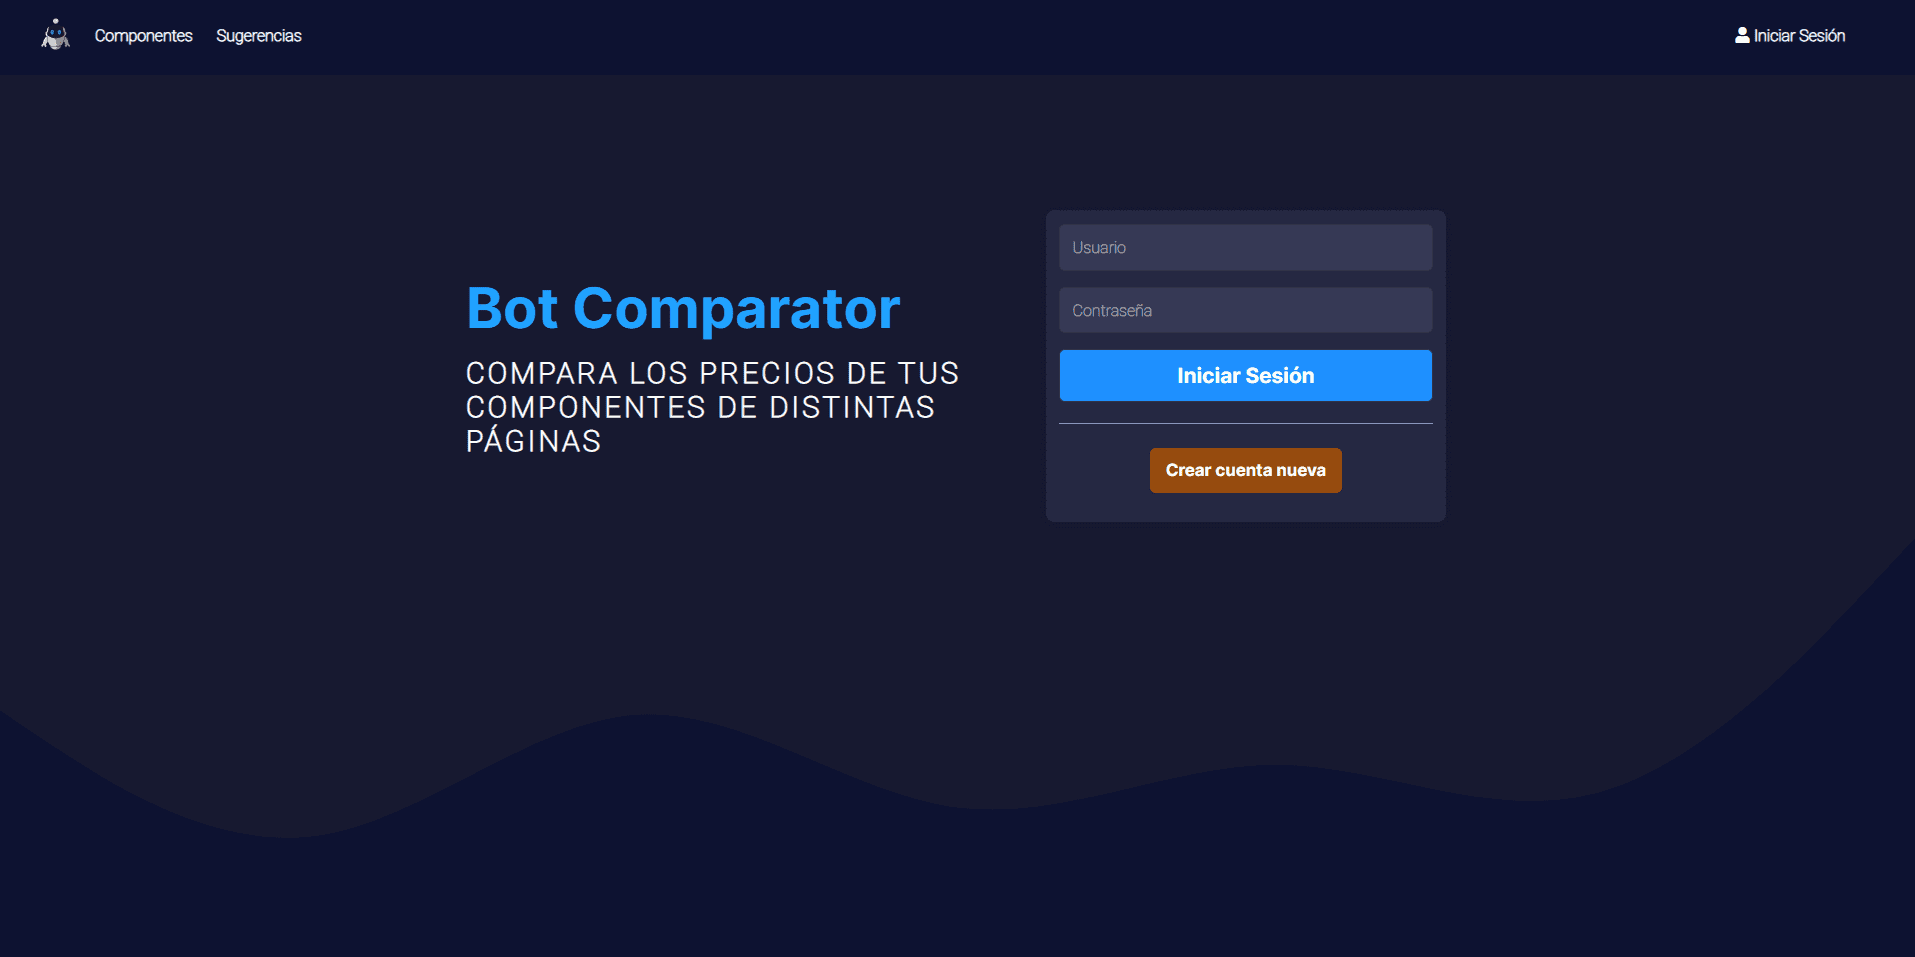 Componentes
Sugerencias
Iniciar Sesión
Bot Comparator
COMPARA LOS PRECIOS DE TUS
COMPONENTES DE DISTINTAS
PÁGINAS
Usuario
Contraseña
Iniciar Sesión
Crear cuenta nueva